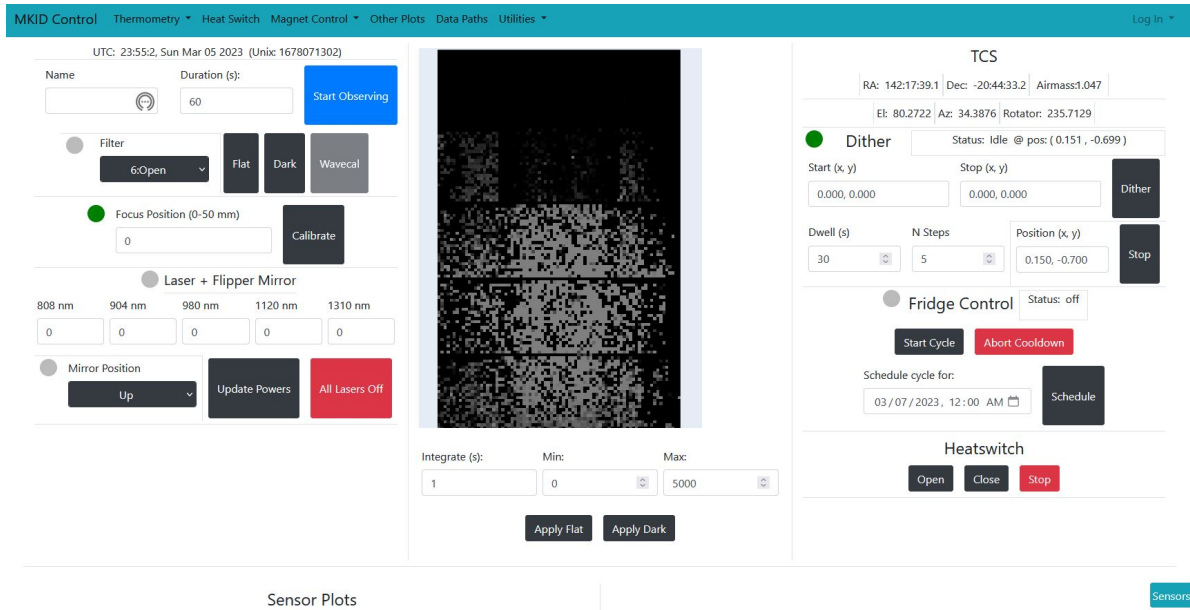 MKID Control Thermometry Heat Switch Magnet Control Other Plots Data Paths Utilities Log In
UTC: 23:55:2, Sun Mar 05 2023 (Unix: 1678071302)
Name Duration (s):
60
Start Observing
Filter
6:Open
Flat
Dark
Wavecal
Focus Position (0-50 mm)
0
Calibrate
Laser + Flipper Mirror
808 nm 904 nm 980 nm 1120 nm 1310 nm
0 0 0 0 0
Mirror Position
Up
Update Powers
All Lasers Off
Integrate (s): Min: Max:
1 0 5000
Apply Flat Apply Dark
TCS
RA: 142:17:39.1 Dec: -20:44:33.2 Airmass:1.047
El: 80.2722 Az: 34.3876 Rotator: 235.7129
Dither Status: Idle @ pos: ( 0.151 , -0.699 )
Start (x, y) Stop (x, y)
0.000, 0.000 0.000, 0.000
Dither
Dwell (s) N Steps Position (x, y)
30 5 0.150, -0.700
Stop
Fridge Control Status: off
Start Cycle Abort Cooldown
Schedule cycle for:
03/07/2023, 12:00 AM
Schedule
Heatswitch
Open Close Stop
Sensor Plots
Sensors